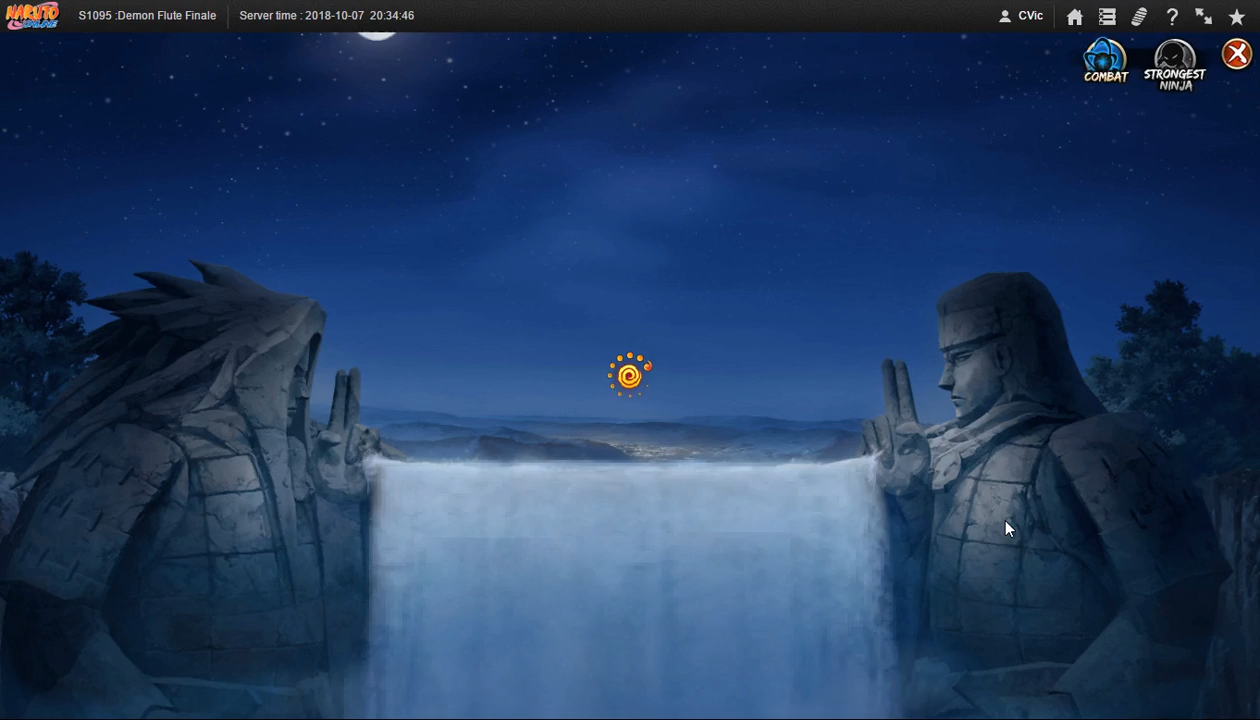 NARUTO
ONLINE
S1095 :Demon Flute Finale
Server time : 2018-10-07 20:34:46
CVic
?
COMBAT
STRONGEST
NINJA